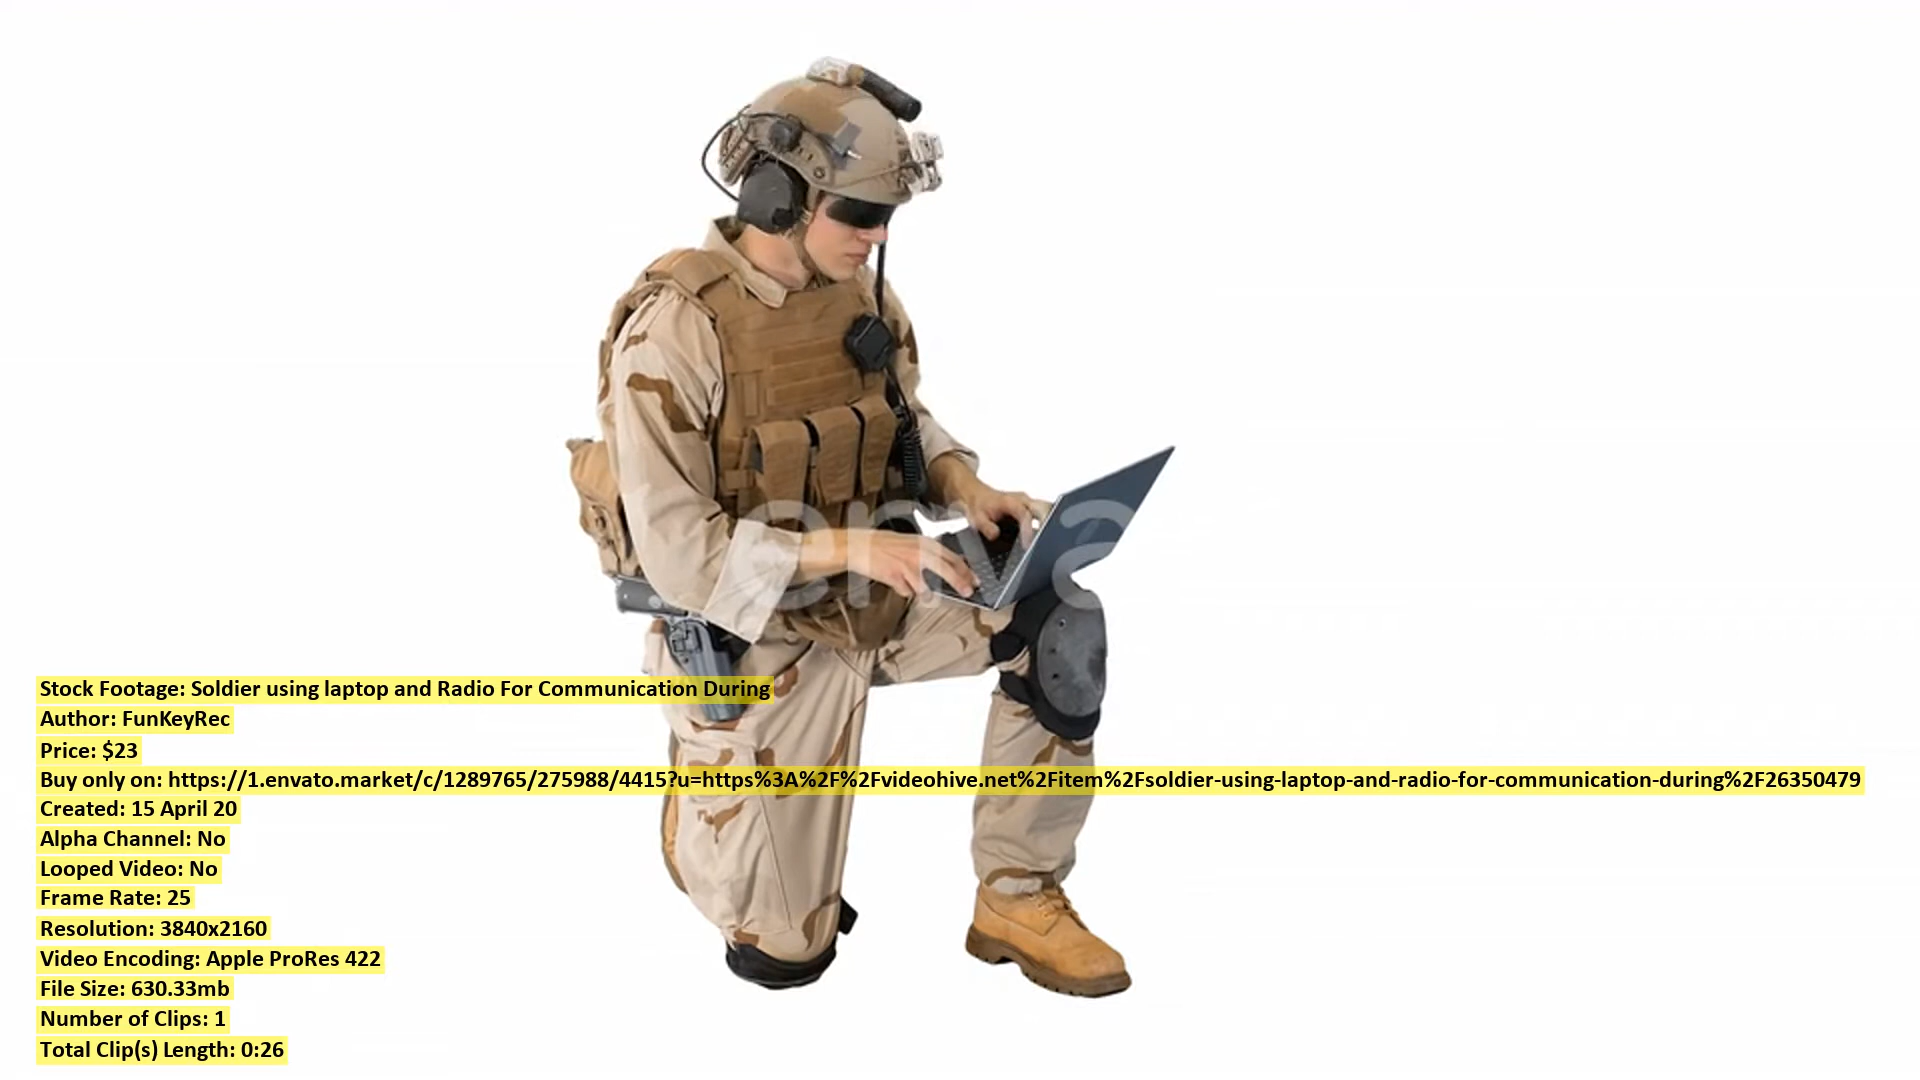 enva
Stock Footage: Soldier using laptop and Radio For Communication During
Author: FunKeyRec
Price: $23
Buy only on: https://1.envato.market/c/1289765/275988/4415?u=https%3A%2F%2Fvideohive.net%2Fitem%2Fsoldier-using-laptop-and-radio-for-communication-during%2F26350479
Created: 15 April 20
Alpha Channel: No
Looped Video: No
Frame Rate: 25
Resolution: 3840x2160
Video Encoding: Apple ProRes 422
File Size: 630.33mb
Number of Clips: 1
Total Clip(s) Length: 0:26